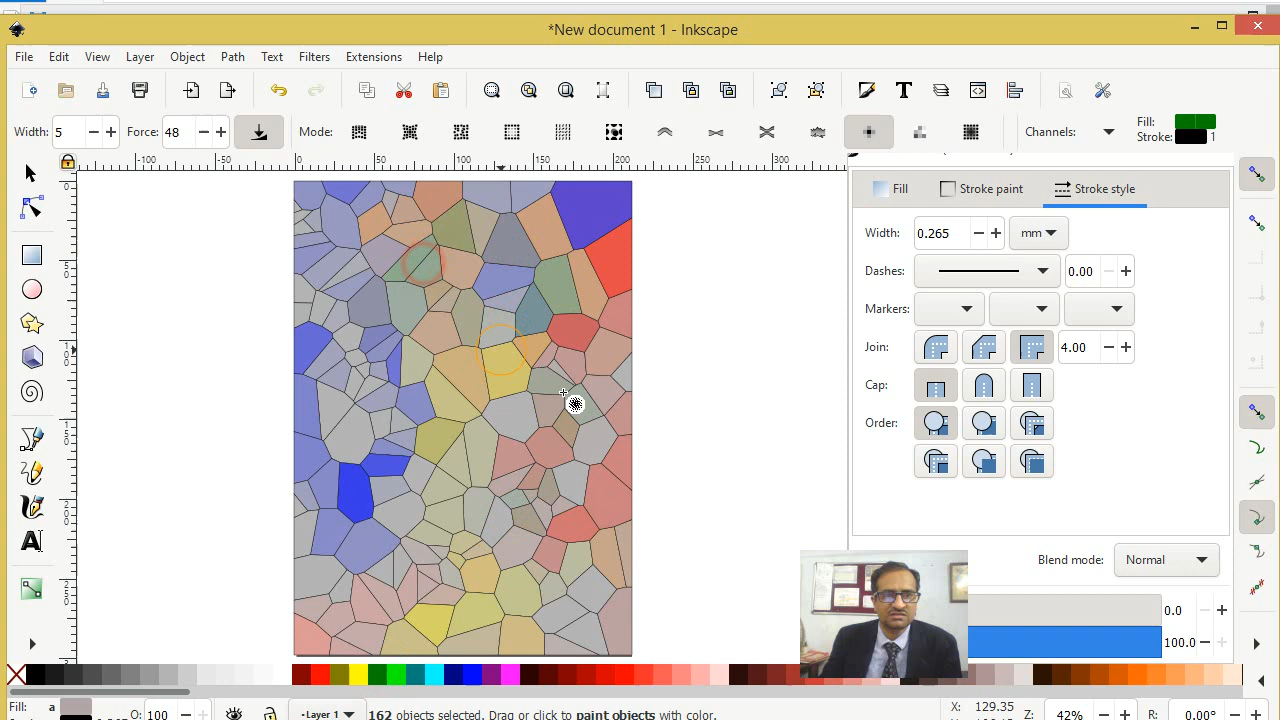 *New document 1 - Inkscape
File Edit View Layer Object Path Text Filters Extensions Help
Width: 5 Force: 48 Mode: Channels: Fill: Stroke: 1
-100 -50 0 50 100 150 200 250 300
Fill Stroke paint Stroke style
Width: 0.265 mm
Dashes: 0.00
Markers:
Join: 4.00
Cap:
Order:
Blend mode: Normal
0.0
100.0
Fill: a 100 Layer 1 162 objects selected. Drag or click to paint objects with color. X: 129.35 Z: 42% R: 0.00°